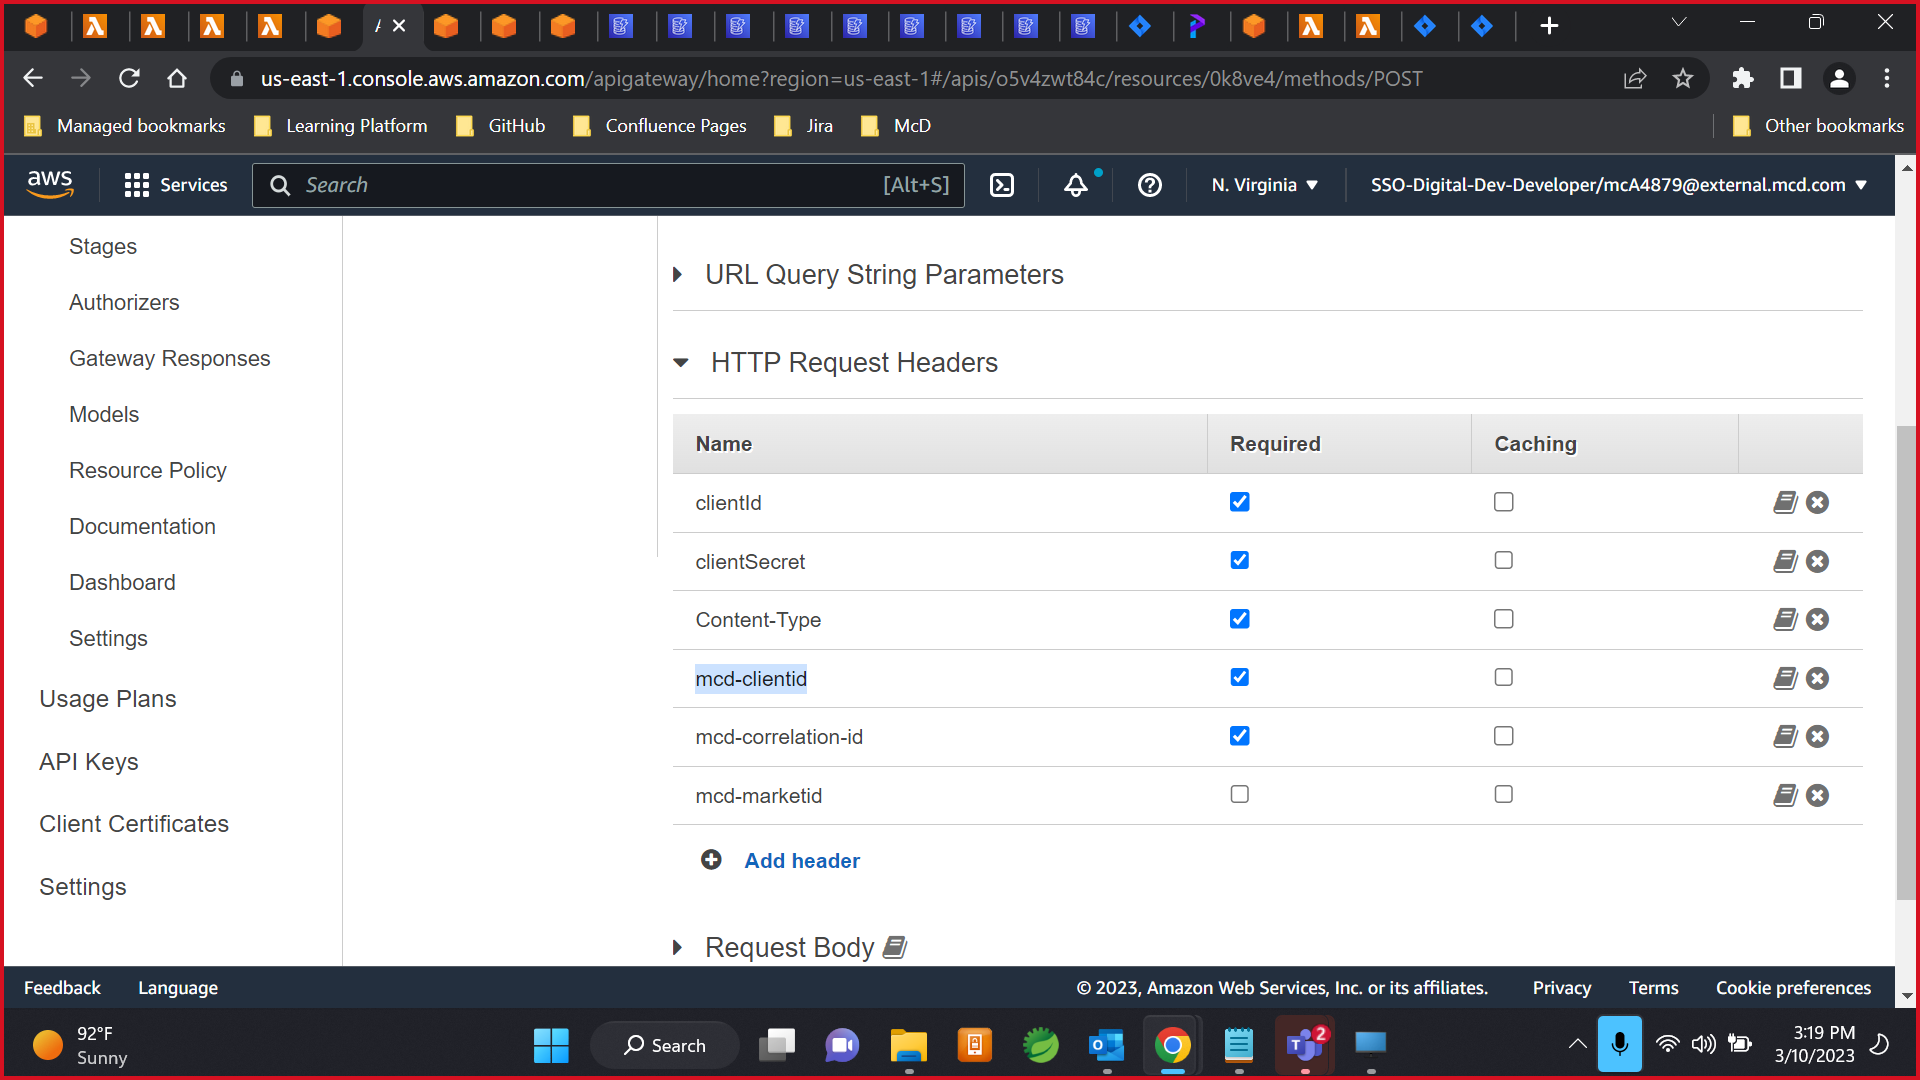 us-east-1.console.aws.amazon.com/apigateway/home?region=us-east-1#/apis/o5v4zwt84c/resources/0k8ve4/methods/POST
Managed bookmarks
Learning Platform
GitHub
Confluence Pages
Jira
McD
Other bookmarks
aws
Services
Search
[Alt+S]
N. Virginia
SSO-Digital-Dev-Developer/mcA4879@external.mcd.com
Stages
Authorizers
Gateway Responses
Models
Resource Policy
Documentation
Dashboard
Settings
Usage Plans
API Keys
Client Certificates
Settings
URL Query String Parameters
HTTP Request Headers
Name Required Caching
clientId
clientSecret
Content-Type
mcd-clientid
mcd-correlation-id
mcd-marketid
Add header
Request Body
Feedback
Language
© 2023, Amazon Web Services, Inc. or its affiliates.
Privacy
Terms
Cookie preferences
92°F
Sunny
Search
2
3:19 PM
3/10/2023